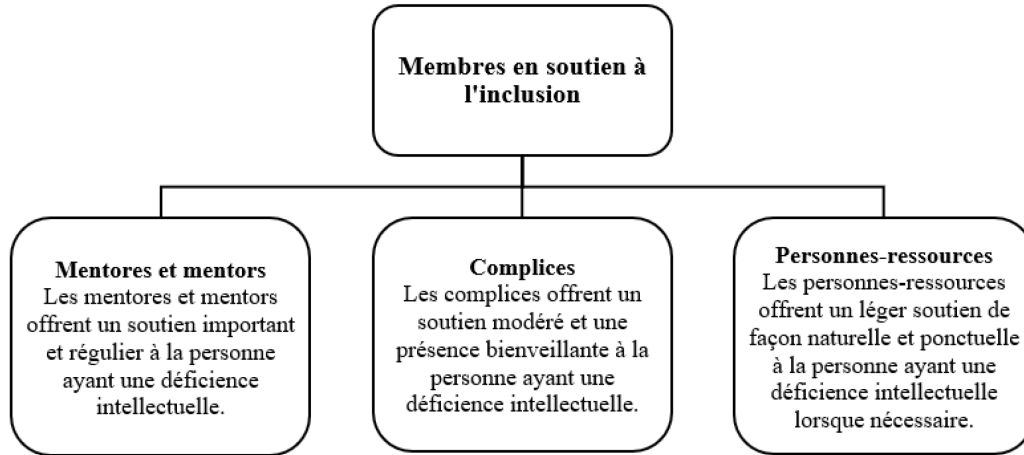 Membres en soutien à
l'inclusion
Mentores et mentors
Les mentores et mentors
offrent un soutien important
et régulier à la personne
ayant une déficience
intellectuelle.
Complices
Les complices offrent un
soutien modéré et une
présence bienveillante à la
personne ayant une
déficience intellectuelle.
Personnes-ressources
Les personnes-ressources
offrent un léger soutien de
façon naturelle et ponctuelle
à la personne ayant une
déficience intellectuelle
lorsque nécessaire.